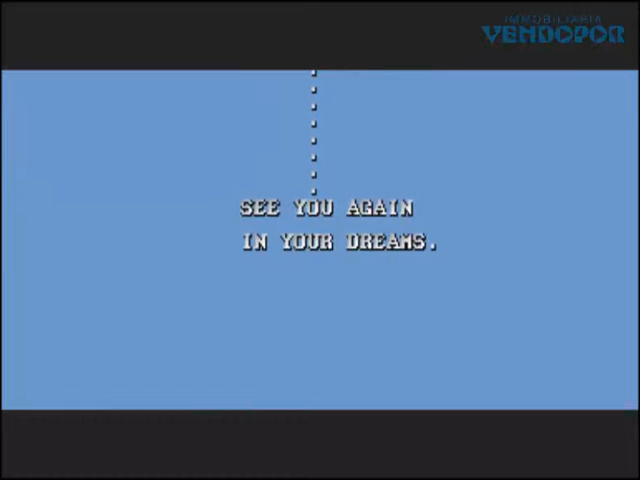 IMMOBILIARIA
VENDOPOR
SEE YOU AGAIN
IN YOUR DREAMS.